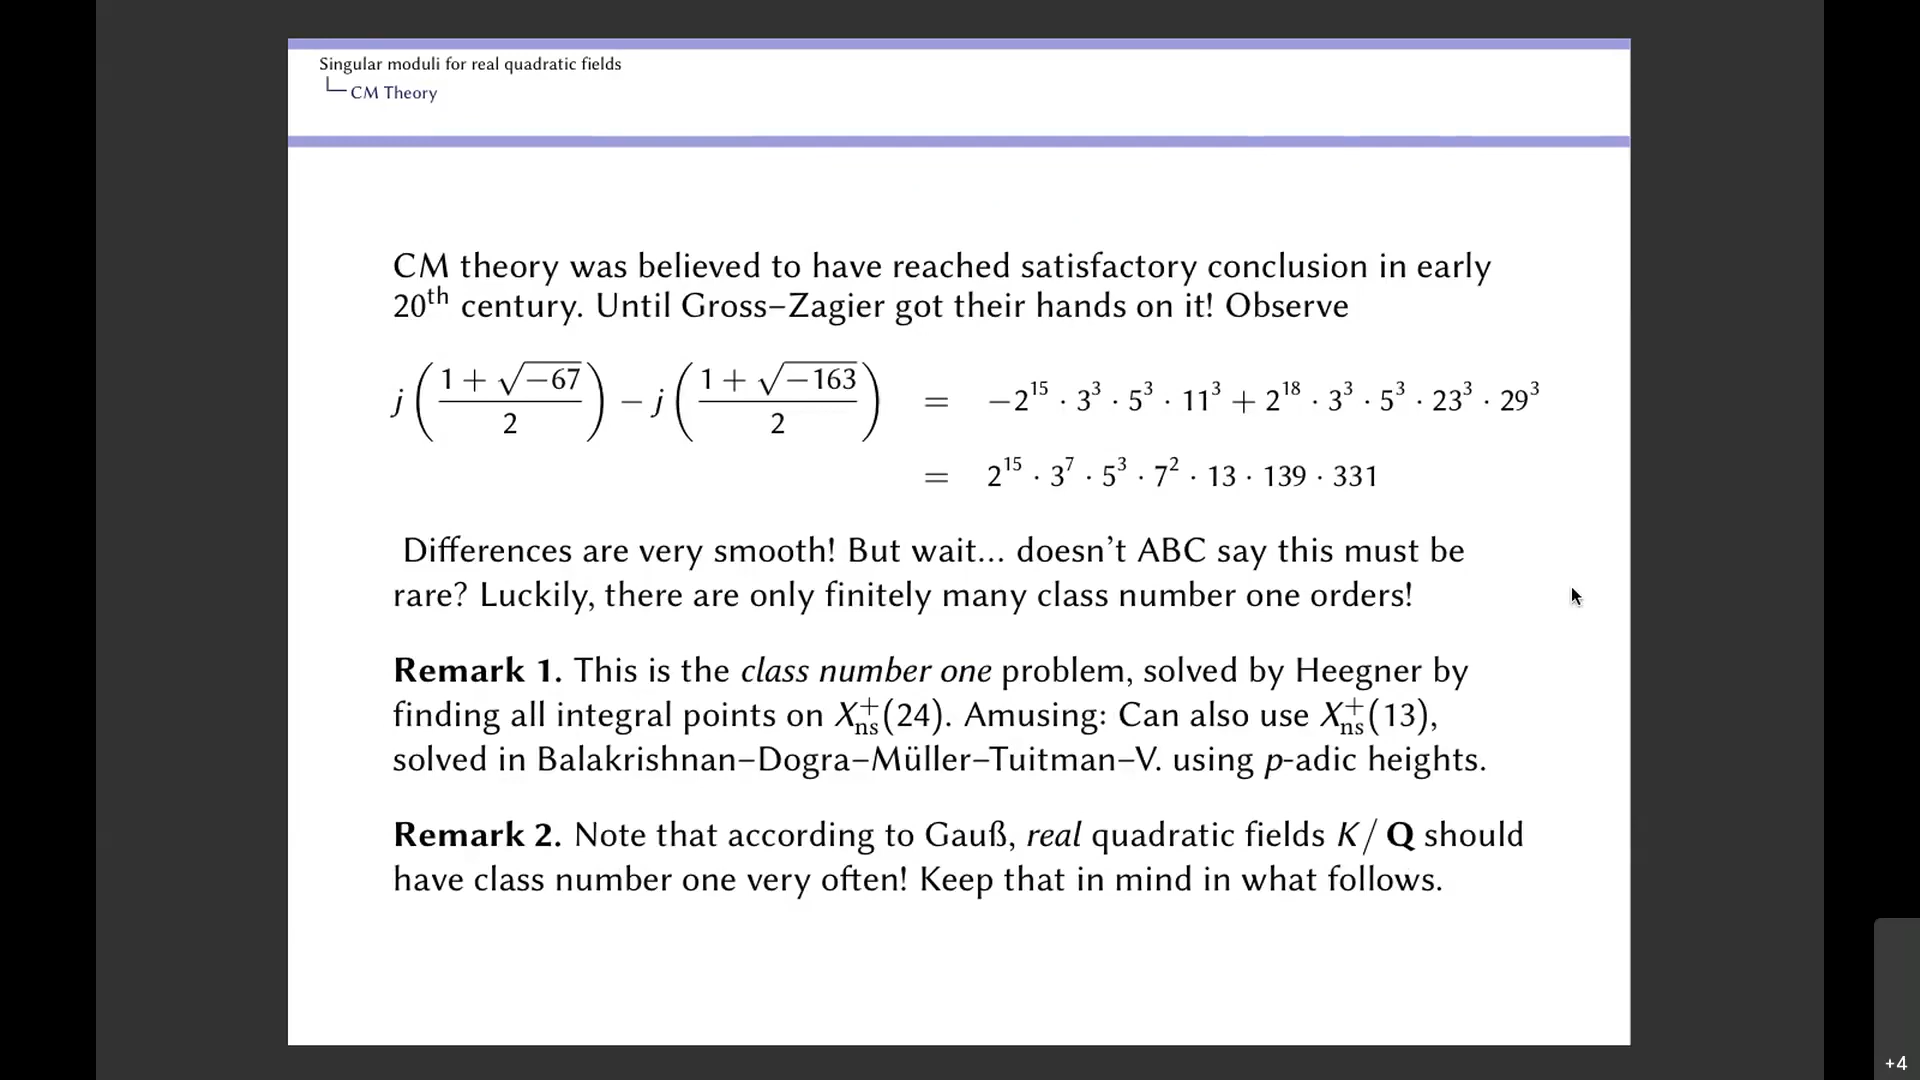 Singular moduli for real quadratic fields
CM Theory
CM theory was believed to have reached satisfactory conclusion in early
20th century. Until Gross–Zagier got their hands on it! Observe
j((1 + √−67)/2) − j((1 + √−163)/2) = −2^15 · 3^3 · 5^3 · 11^3 + 2^18 · 3^3 · 5^3 · 23^3 · 29^3
= 2^15 · 3^7 · 5^3 · 7^2 · 13 · 139 · 331
Differences are very smooth! But wait... doesn't ABC say this must be
rare? Luckily, there are only finitely many class number one orders!
Remark 1. This is the class number one problem, solved by Heegner by
finding all integral points on X_ns^+(24). Amusing: Can also use X_ns^+(13),
solved in Balakrishnan–Dogra–Müller–Tuitman–V. using p-adic heights.
Remark 2. Note that according to Gauß, real quadratic fields K/Q should
have class number one very often! Keep that in mind in what follows.
+4